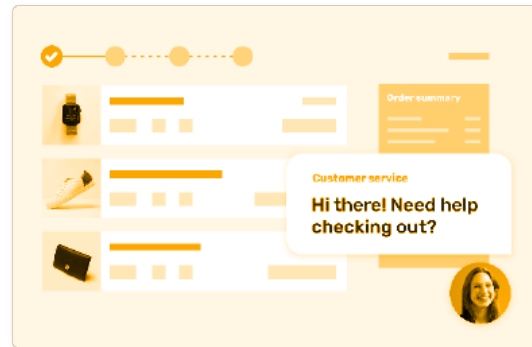 Order summary
Customer service
Hi there! Need help
checking out?